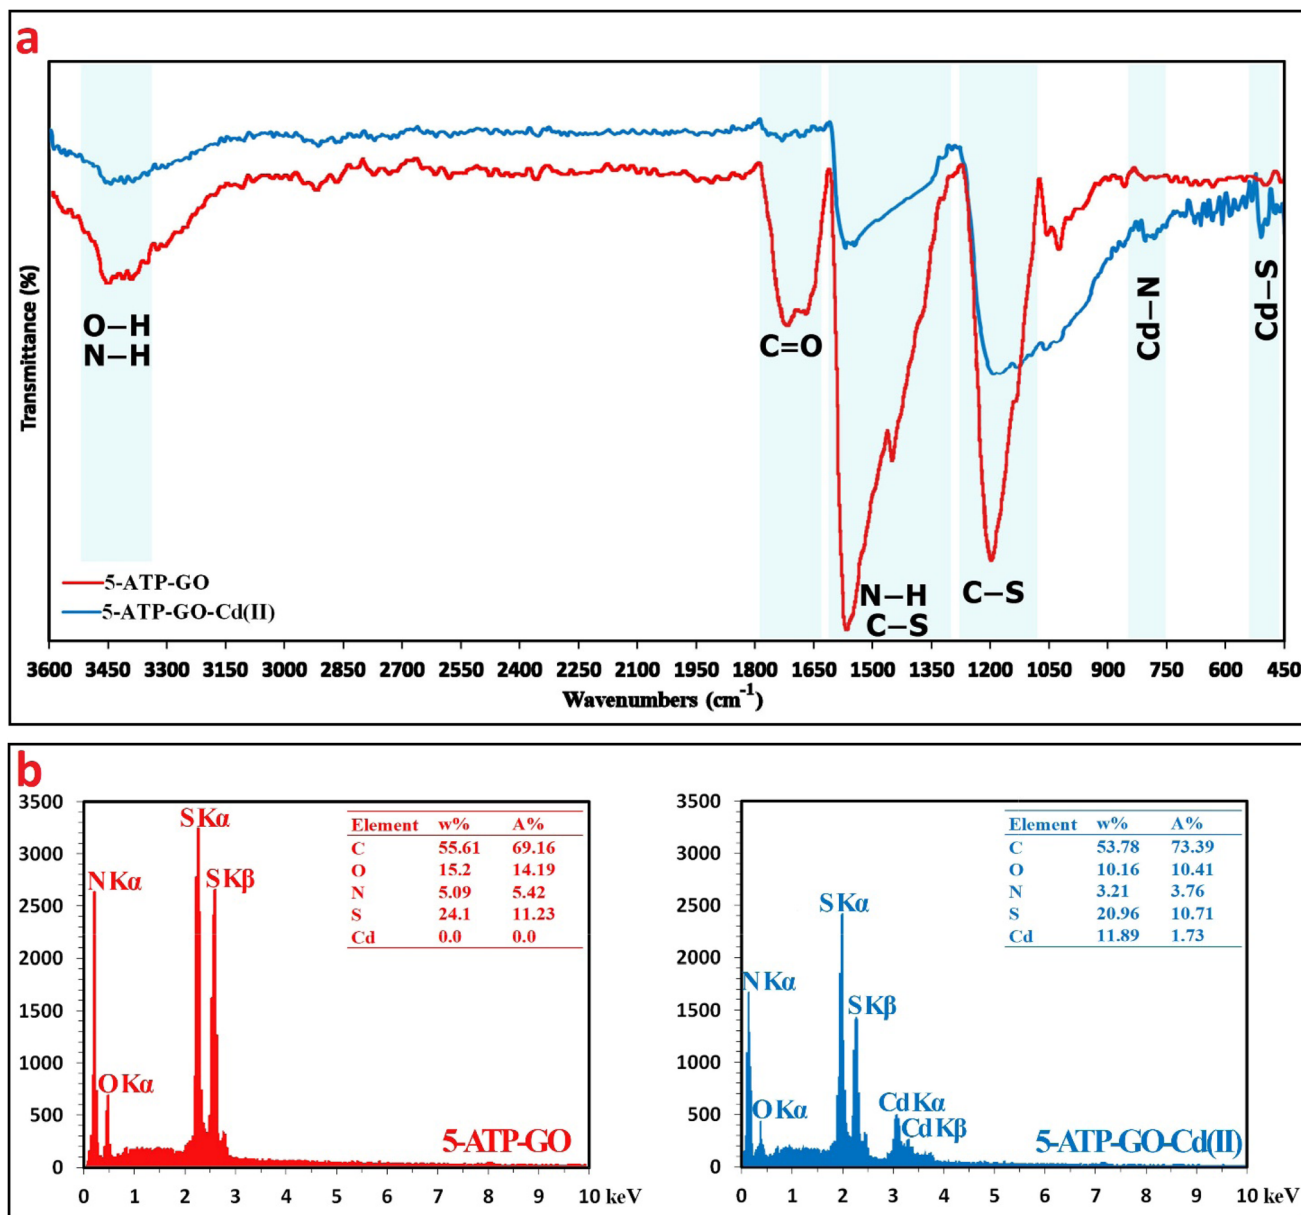 a
Transmittance (%)
O–H
N–H
C=O
N–H
C–S
C–S
Cd–N
Cd–S
5-ATP-GO
5-ATP-GO-Cd(II)
3600 3450 3300 3150 3000 2850 2700 2550 2400 2250 2100 1950 1800 1650 1500 1350 1200 1050 900 750 600 450
Wavenumbers (cm-1)
b
3500
3000
2500
2000
1500
1000
500
0
N Kα
O Kα
S Kα
S Kβ
Element w% A%
C 55.61 69.16
O 15.2 14.19
N 5.09 5.42
S 24.1 11.23
Cd 0.0 0.0
5-ATP-GO
0 1 2 3 4 5 6 7 8 9 10 keV
3500
3000
2500
2000
1500
1000
500
0
N Kα
O Kα
S Kα
S Kβ
Cd Kα
Cd Kβ
Element w% A%
C 53.78 73.39
O 10.16 10.41
N 3.21 3.76
S 20.96 10.71
Cd 11.89 1.73
5-ATP-GO-Cd(II)
0 1 2 3 4 5 6 7 8 9 10 keV